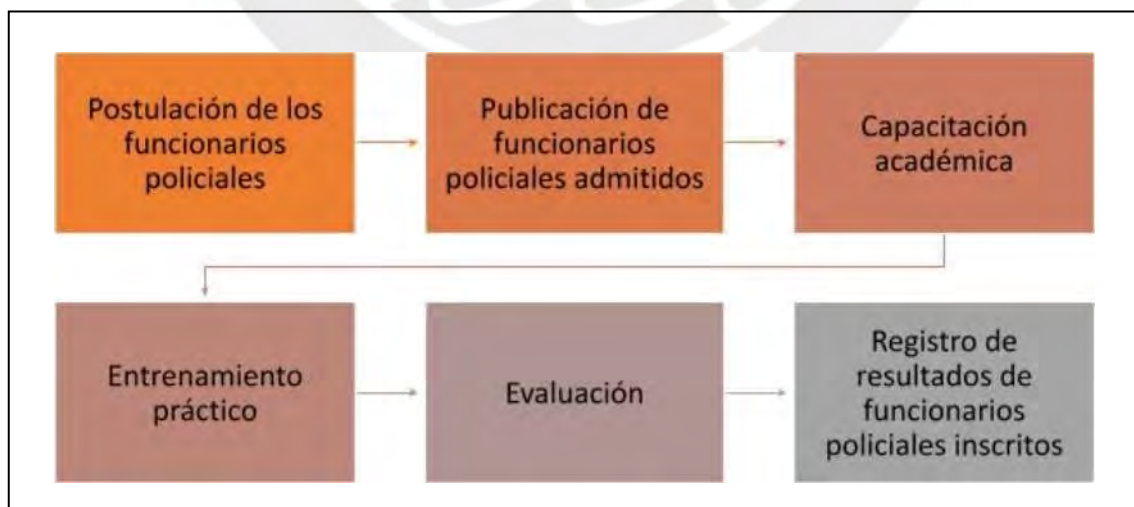 Postulación de los
funcionarios
policiales
Publicación de
funcionarios
policiales admitidos
Capacitación
académica
Entrenamiento
práctico
Evaluación
Registro de
resultados de
funcionarios
policiales inscritos